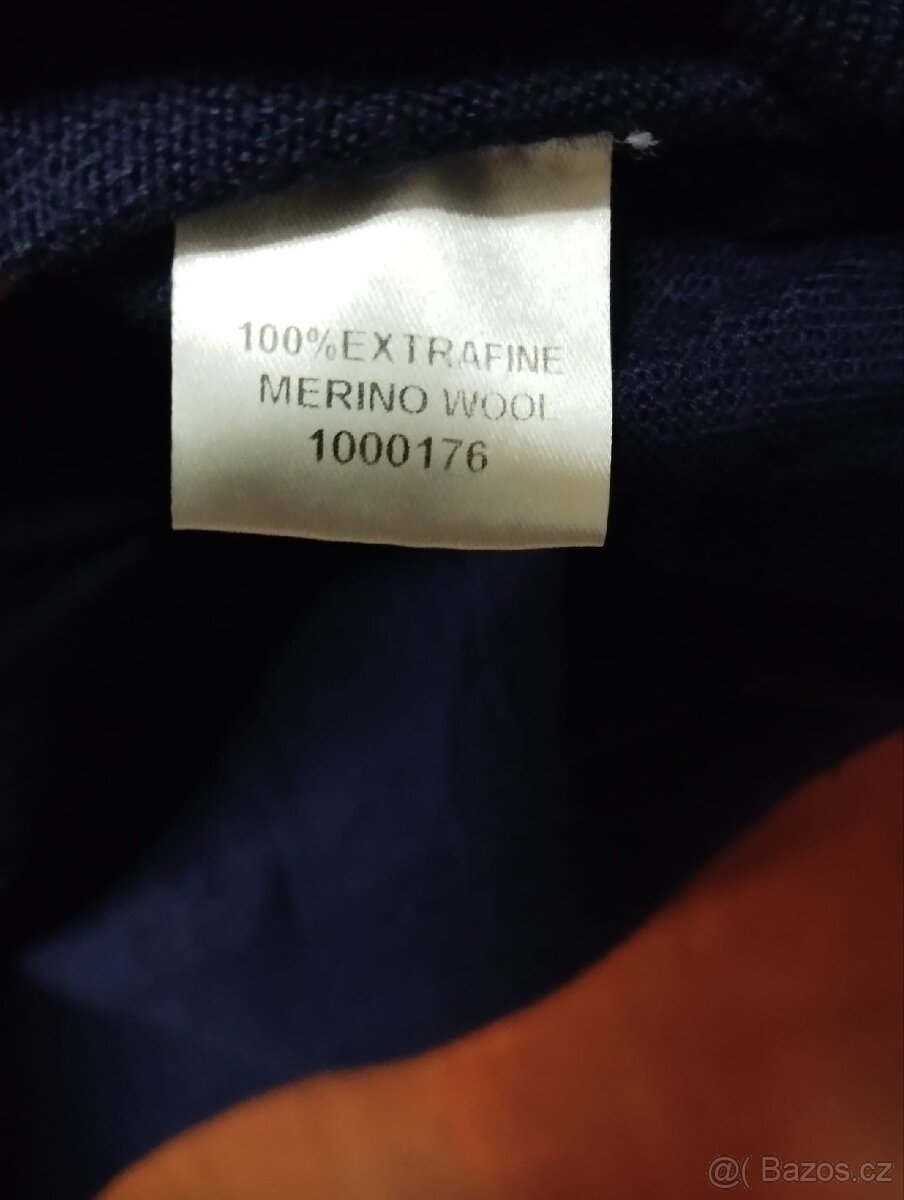 100%EXTRAFINE
MERINO WOOL
1000176
@( Bazos.cz